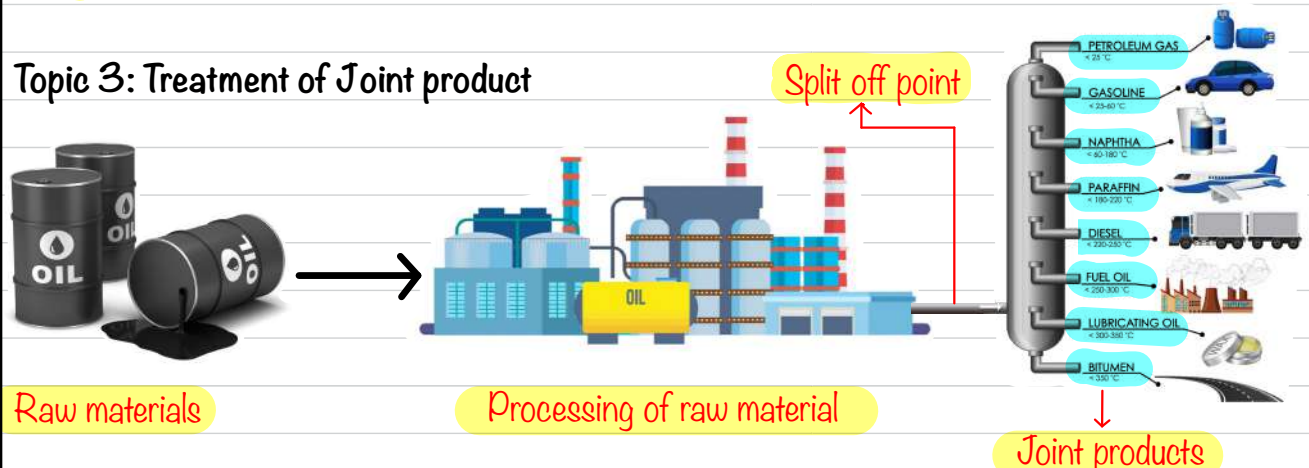 Topic 3: Treatment of Joint product
Split off point
OIL
OIL
OIL
OIL
PETROLEUM GAS
< 25 °C
GASOLINE
< 25-60 °C
NAPHTHA
< 60-180 °C
PARAFFIN
< 180-220 °C
DIESEL
< 220-250 °C
FUEL OIL
< 250-300 °C
LUBRICATING OIL
< 300-350 °C
BITUMEN
< 350 °C
WAX
Raw materials
Processing of raw material
Joint products